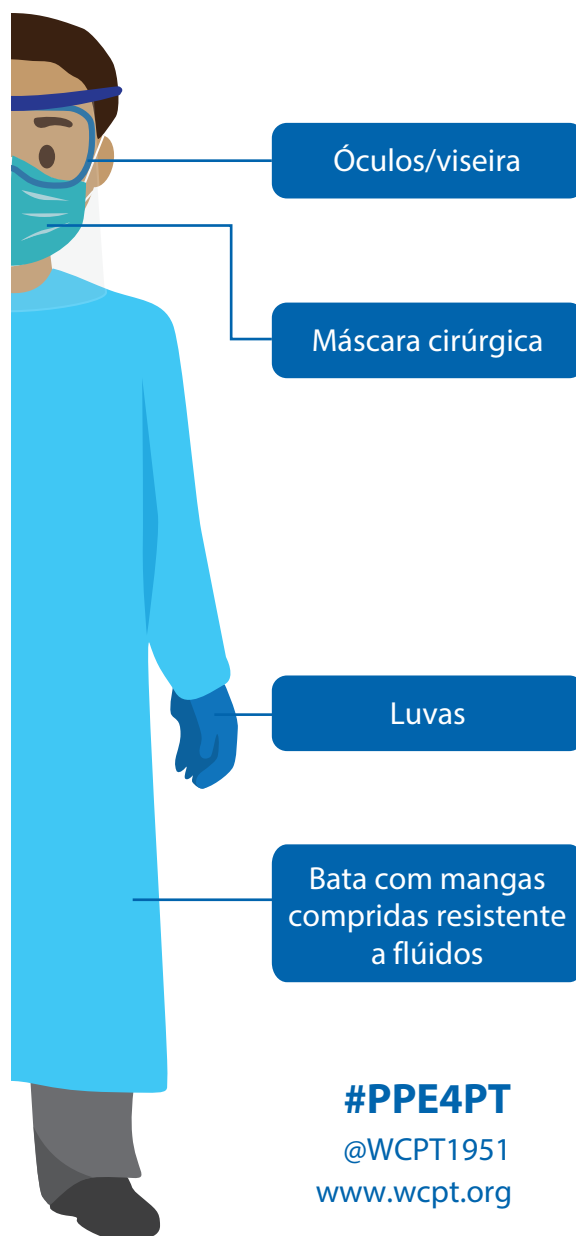 Óculos/viseira
Máscara cirúrgica
Luvas
Bata com mangas
compridas resistente
a flúidos
#PPE4PT
@WCPT1951
www.wcpt.org